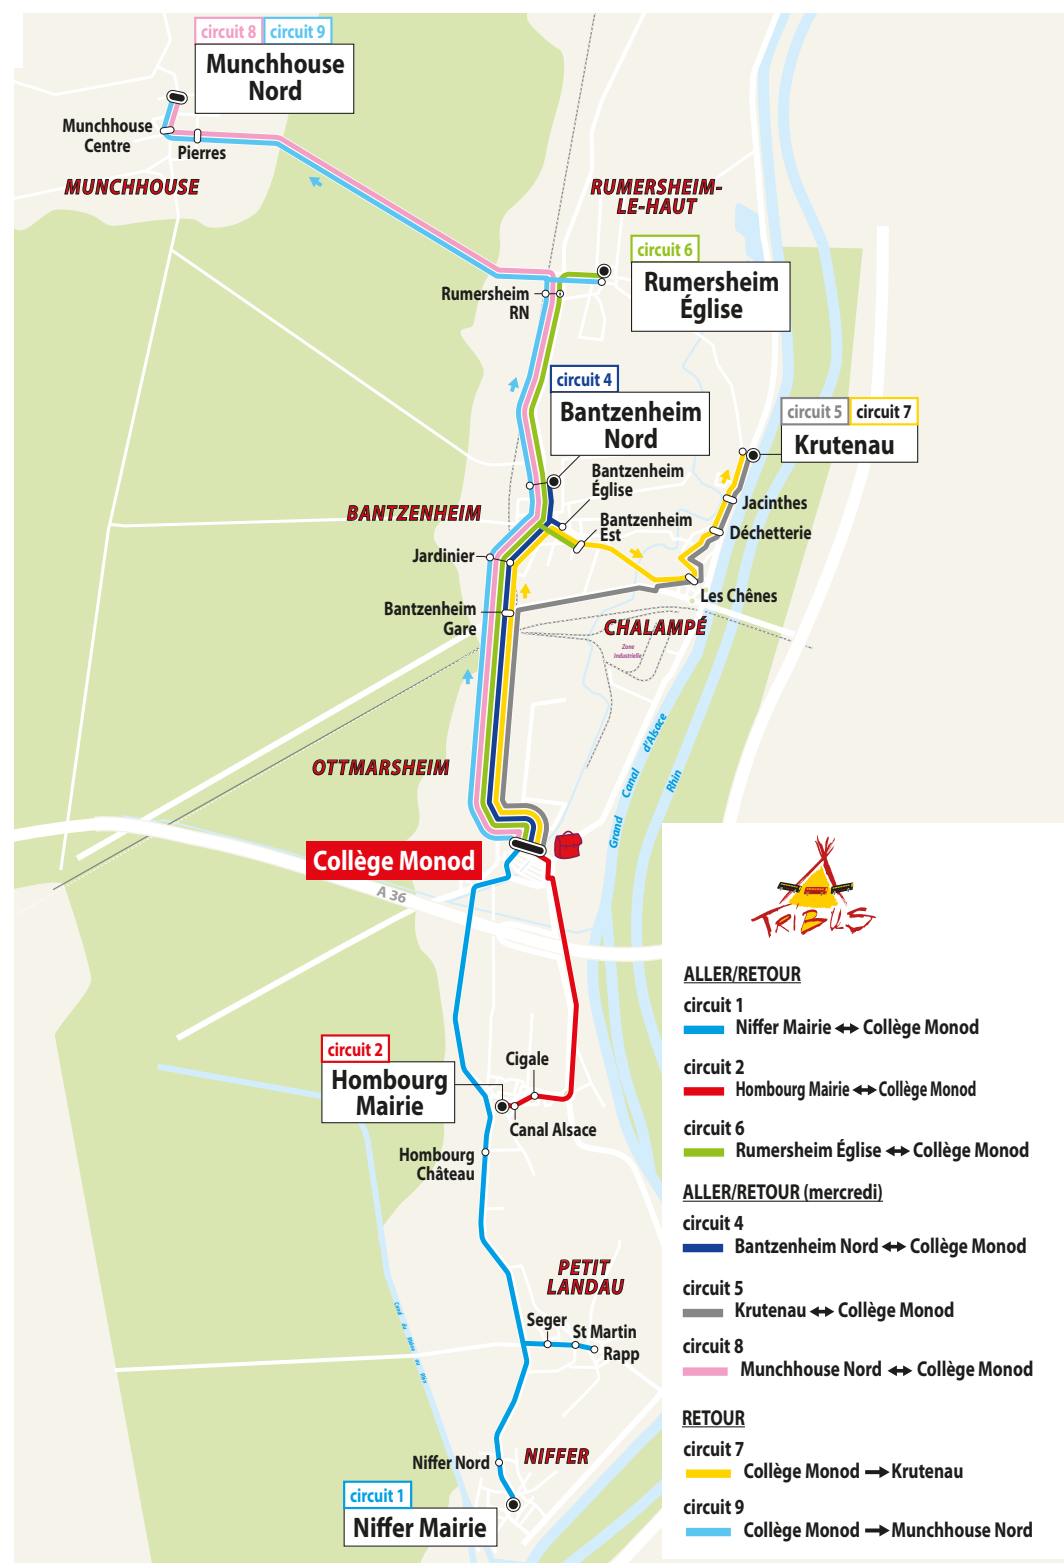 circuit 8 circuit 9
Munchhouse
Nord
Munchhouse
Centre
Pierres
MUNCHHOUSE
RUMERSHEIM-
LE-HAUT
circuit 6
Rumersheim
Église
Rumersheim
RN
circuit 4
Bantzenheim
Nord
circuit 5 circuit 7
Krutenau
Bantzenheim
Église
BANTZENHEIM
Bantzenheim
Est
Jacinthes
Déchetterie
Jardinier
Les Chênes
Bantzenheim
Gare
CHALAMPÉ
Zone
Industrielle
OTTMARSHEIM
Grand Canal d'Alsace
Rhin
Collège Monod
A 36
circuit 2
Hombourg
Mairie
Cigale
Canal Alsace
Hombourg
Château
PETIT
LANDAU
Seger
St Martin
Rapp
Niffer Nord
NIFFER
circuit 1
Niffer Mairie
TRIBUS
ALLER/RETOUR
circuit 1
Niffer Mairie ↔ Collège Monod
circuit 2
Hombourg Mairie ↔ Collège Monod
circuit 6
Rumersheim Église ↔ Collège Monod
ALLER/RETOUR (mercredi)
circuit 4
Bantzenheim Nord ↔ Collège Monod
circuit 5
Krutenau ↔ Collège Monod
circuit 8
Munchhouse Nord ↔ Collège Monod
RETOUR
circuit 7
Collège Monod → Krutenau
circuit 9
Collège Monod → Munchhouse Nord